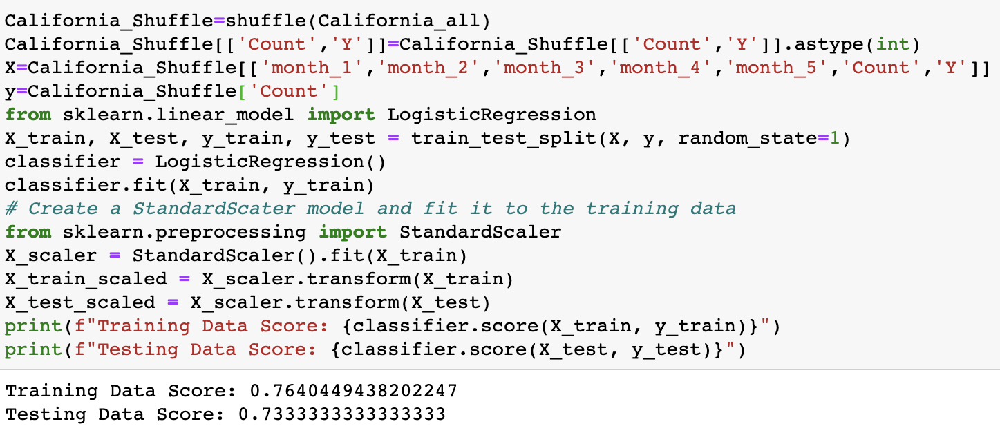 California_Shuffle=shuffle(California_all)
California_Shuffle[['Count','Y']]=California_Shuffle[['Count','Y']].astype(int)
X=California_Shuffle[['month_1','month_2','month_3','month_4','month_5','Count','Y']]
y=California_Shuffle['Count']
from sklearn.linear_model import LogisticRegression
X_train, X_test, y_train, y_test = train_test_split(X, y, random_state=1)
classifier = LogisticRegression()
classifier.fit(X_train, y_train)
# Create a StandardScater model and fit it to the training data
from sklearn.preprocessing import StandardScaler
X_scaler = StandardScaler().fit(X_train)
X_train_scaled = X_scaler.transform(X_train)
X_test_scaled = X_scaler.transform(X_test)
print(f"Training Data Score: {classifier.score(X_train, y_train)}")
print(f"Testing Data Score: {classifier.score(X_test, y_test)}")
Training Data Score: 0.7640449438202247
Testing Data Score: 0.7333333333333333